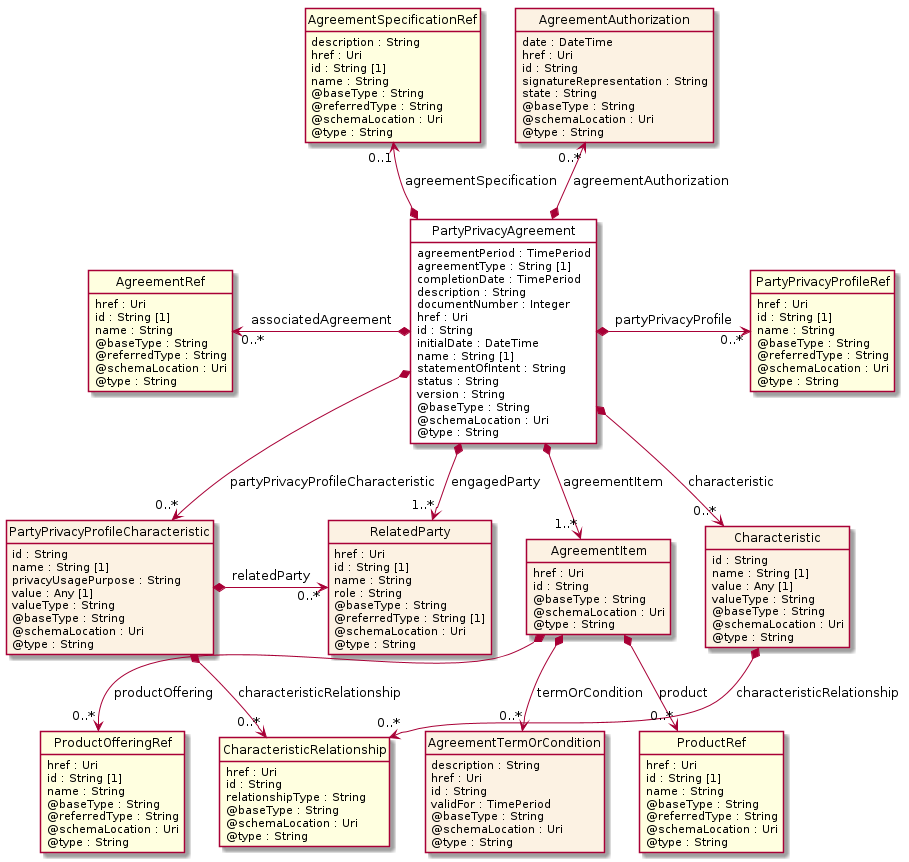 AgreementSpecificationRef
description : String
href : Uri
id : String [1]
name : String
@baseType : String
@referredType : String
@schemaLocation : Uri
@type : String
AgreementAuthorization
date : DateTime
href : Uri
id : String
signatureRepresentation : String
state : String
@baseType : String
@schemaLocation : Uri
@type : String
0..1
0..*
agreementSpecification
agreementAuthorization
AgreementRef
href : Uri
id : String [1]
name : String
@baseType : String
@referredType : String
@schemaLocation : Uri
@type : String
associatedAgreement
0..*
PartyPrivacyAgreement
agreementPeriod : TimePeriod
agreementType : String [1]
completionDate : TimePeriod
description : String
documentNumber : Integer
href : Uri
id : String
initialDate : DateTime
name : String [1]
statementOfIntent : String
status : String
version : String
@baseType : String
@schemaLocation : Uri
@type : String
partyPrivacyProfile
0..*
PartyPrivacyProfileRef
href : Uri
id : String [1]
name : String
@baseType : String
@referredType : String
@schemaLocation : Uri
@type : String
partyPrivacyProfileCharacteristic
engagedParty
agreementItem
characteristic
0..*
1..*
1..*
0..*
PartyPrivacyProfileCharacteristic
id : String
name : String [1]
privacyUsagePurpose : String
value : Any [1]
valueType : String
@baseType : String
@schemaLocation : Uri
@type : String
relatedParty
0..*
RelatedParty
href : Uri
id : String [1]
name : String
role : String
@baseType : String
@referredType : String [1]
@schemaLocation : Uri
@type : String
AgreementItem
href : Uri
id : String
@baseType : String
@schemaLocation : Uri
@type : String
Characteristic
id : String
name : String [1]
value : Any [1]
valueType : String
@baseType : String
@schemaLocation : Uri
@type : String
productOffering
characteristicRelationship
termOrCondition
product
characteristicRelationship
0..*
0..*
0..*
0..*
0..*
ProductOfferingRef
href : Uri
id : String [1]
name : String
@baseType : String
@referredType : String
@schemaLocation : Uri
@type : String
CharacteristicRelationship
href : Uri
id : String
relationshipType : String
@baseType : String
@schemaLocation : Uri
@type : String
AgreementTermOrCondition
description : String
href : Uri
id : String
validFor : TimePeriod
@baseType : String
@schemaLocation : Uri
@type : String
ProductRef
href : Uri
id : String [1]
name : String
@baseType : String
@referredType : String
@schemaLocation : Uri
@type : String